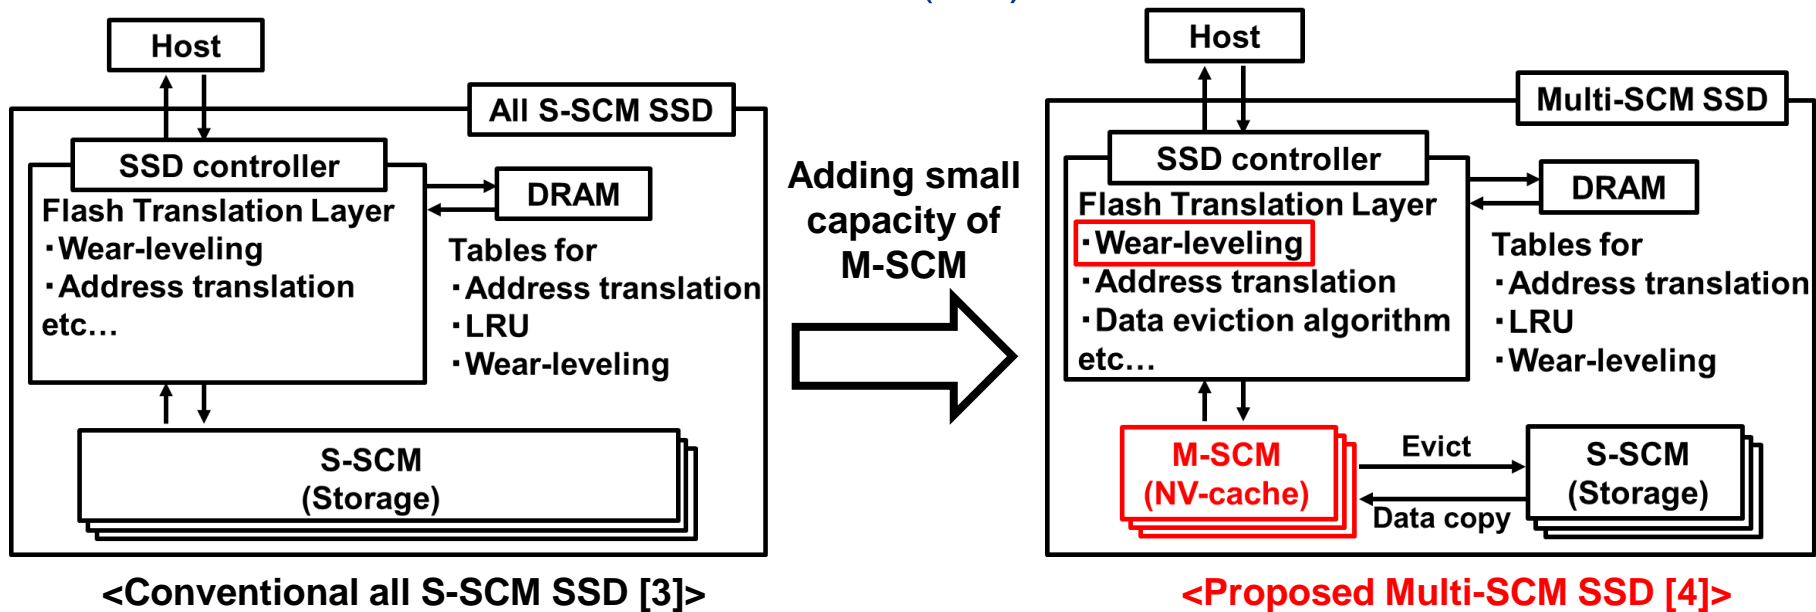 Host
All S-SCM SSD
SSD controller
DRAM
Flash Translation Layer
・Wear-leveling
・Address translation
etc…
Tables for
・Address translation
・LRU
・Wear-leveling
S-SCM
(Storage)
<Conventional all S-SCM SSD [3]>
Adding small
capacity of
M-SCM
Host
Multi-SCM SSD
SSD controller
DRAM
Flash Translation Layer
・Wear-leveling
・Address translation
・Data eviction algorithm
etc…
Tables for
・Address translation
・LRU
・Wear-leveling
M-SCM
(NV-cache)
Evict
Data copy
S-SCM
(Storage)
<Proposed Multi-SCM SSD [4]>